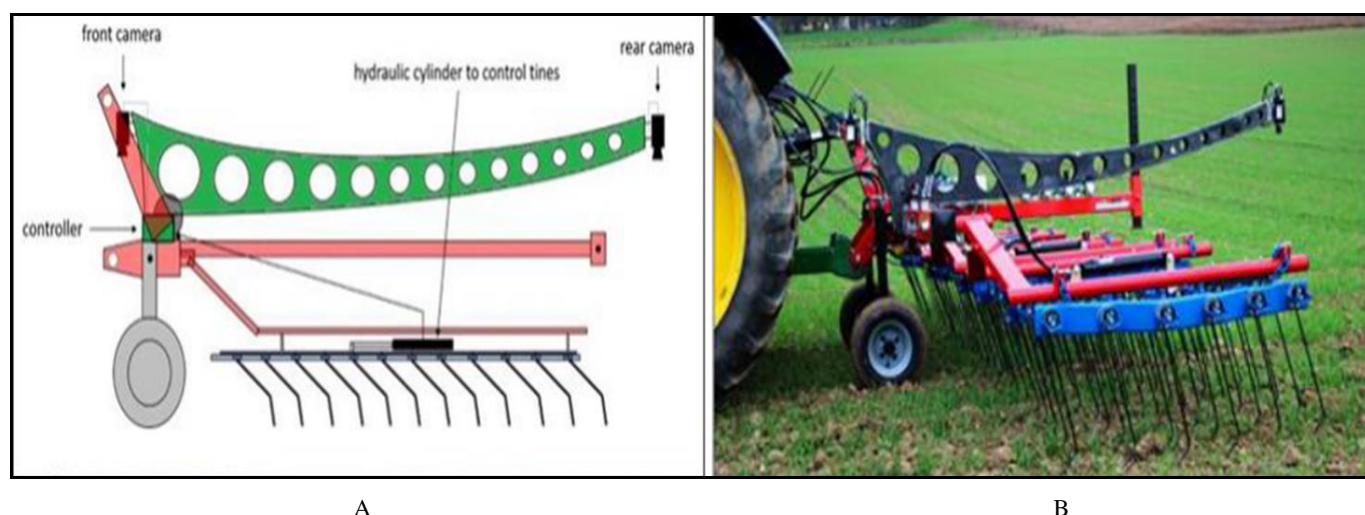 front camera
rear camera
hydraulic cylinder to control tines
controller
A
B